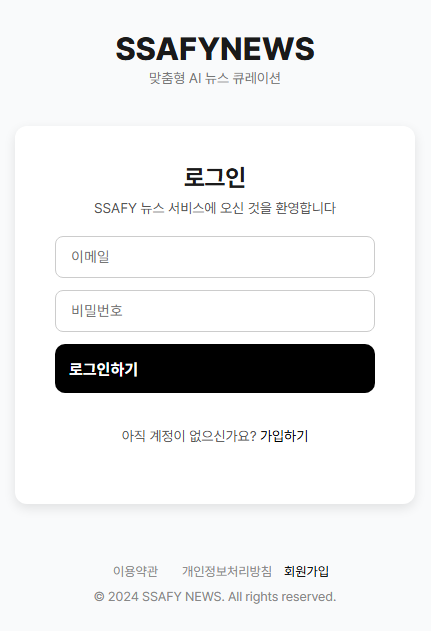 SSAFYNEWS
맞춤형 AI 뉴스 큐레이션
로그인
SSAFY 뉴스 서비스에 오신 것을 환영합니다
이메일
비밀번호
로그인하기
아직 계정이 없으신가요? 가입하기
이용약관 개인정보처리방침 회원가입
© 2024 SSAFY NEWS. All rights reserved.